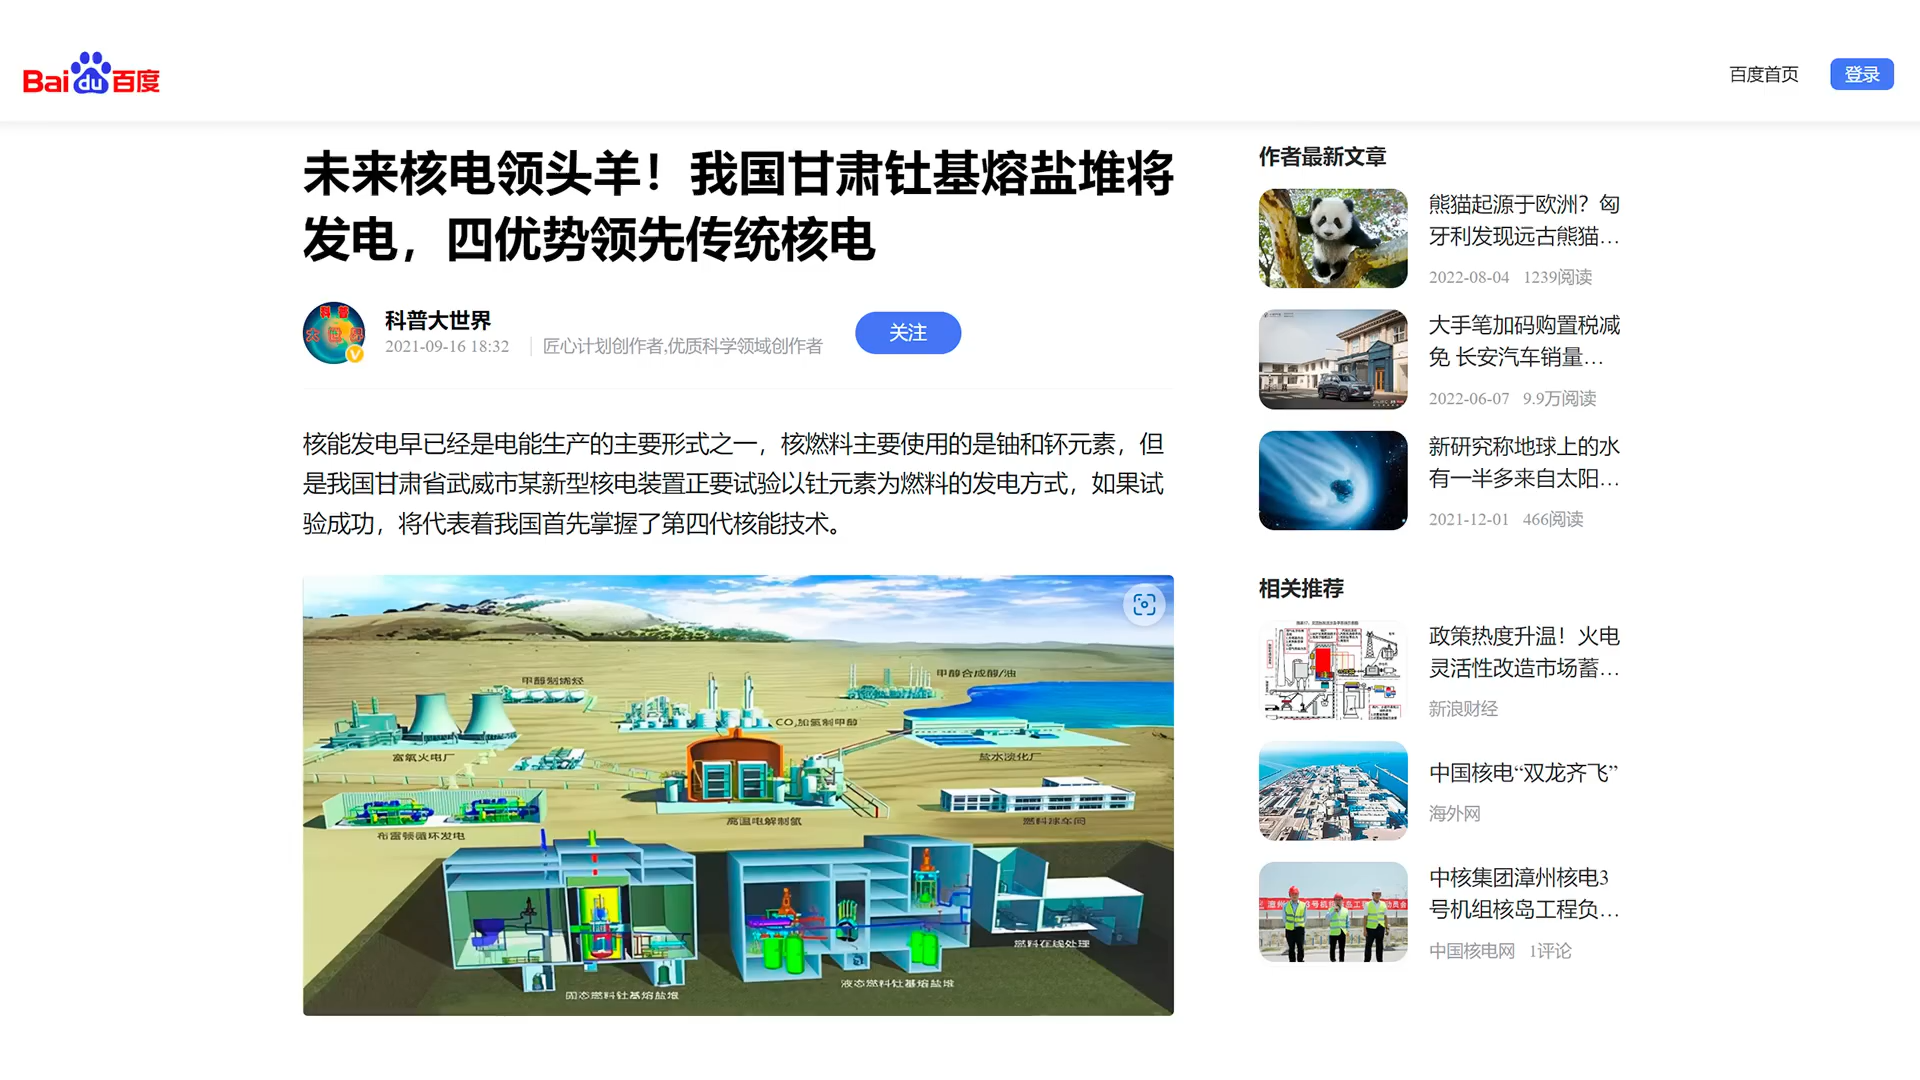 Bai du 百度
百度首页
登录
未来核电领头羊！我国甘肃钍基熔盐堆将
发电，四优势领先传统核电
科普大世界
2021-09-16 18:32
匠心计划创作者,优质科学领域创作者
关注
核能发电早已经是电能生产的主要形式之一，核燃料主要使用的是铀和钚元素，但
是我国甘肃省武威市某新型核电装置正要试验以钍元素为燃料的发电方式，如果试
验成功，将代表着我国首先掌握了第四代核能技术。
甲醇制烯烃
甲醇合成醇/油
CO₂加氢制甲醇
富氧火电厂
盐水淡化厂
布雷顿循环发电
高温电解制氢
燃料球车间
燃料在线处理
固态燃料钍基熔盐堆
液态燃料钍基熔盐堆
作者最新文章
熊猫起源于欧洲？匈
牙利发现远古熊猫...
2022-08-04 1239阅读
大手笔加码购置税减
免 长安汽车销量...
2022-06-07 9.9万阅读
新研究称地球上的水
有一半多来自太阳...
2021-12-01 466阅读
相关推荐
政策热度升温！火电
灵活性改造市场蓄...
新浪财经
中国核电“双龙齐飞”
海外网
中核集团漳州核电3
号机组核岛工程负...
中国核电网 1评论